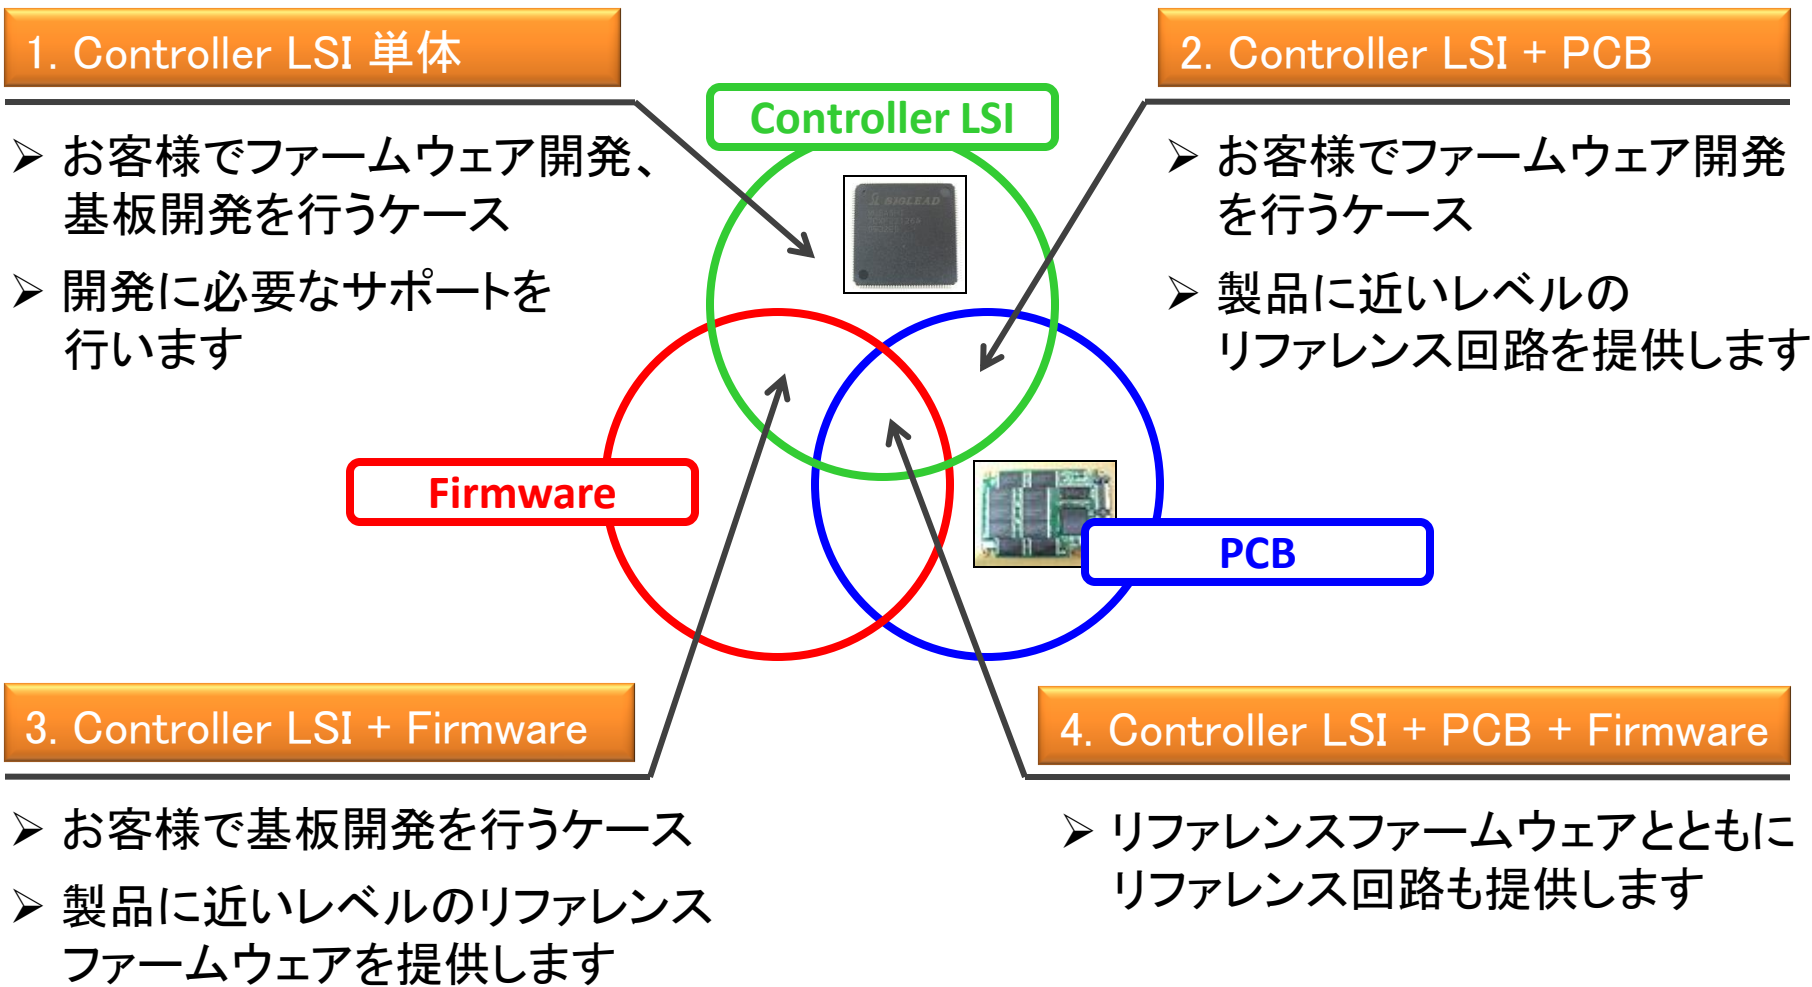 1. Controller LSI 単体
➢ お客様でファームウェア開発、
基板開発を行うケース
➢ 開発に必要なサポートを
行います
2. Controller LSI + PCB
➢ お客様でファームウェア開発
を行うケース
➢ 製品に近いレベルの
リファレンス回路を提供します
Controller LSI
Firmware
PCB
3. Controller LSI + Firmware
➢ お客様で基板開発を行うケース
➢ 製品に近いレベルのリファレンス
ファームウェアを提供します
4. Controller LSI + PCB + Firmware
➢ リファレンスファームウェアとともに
リファレンス回路も提供します